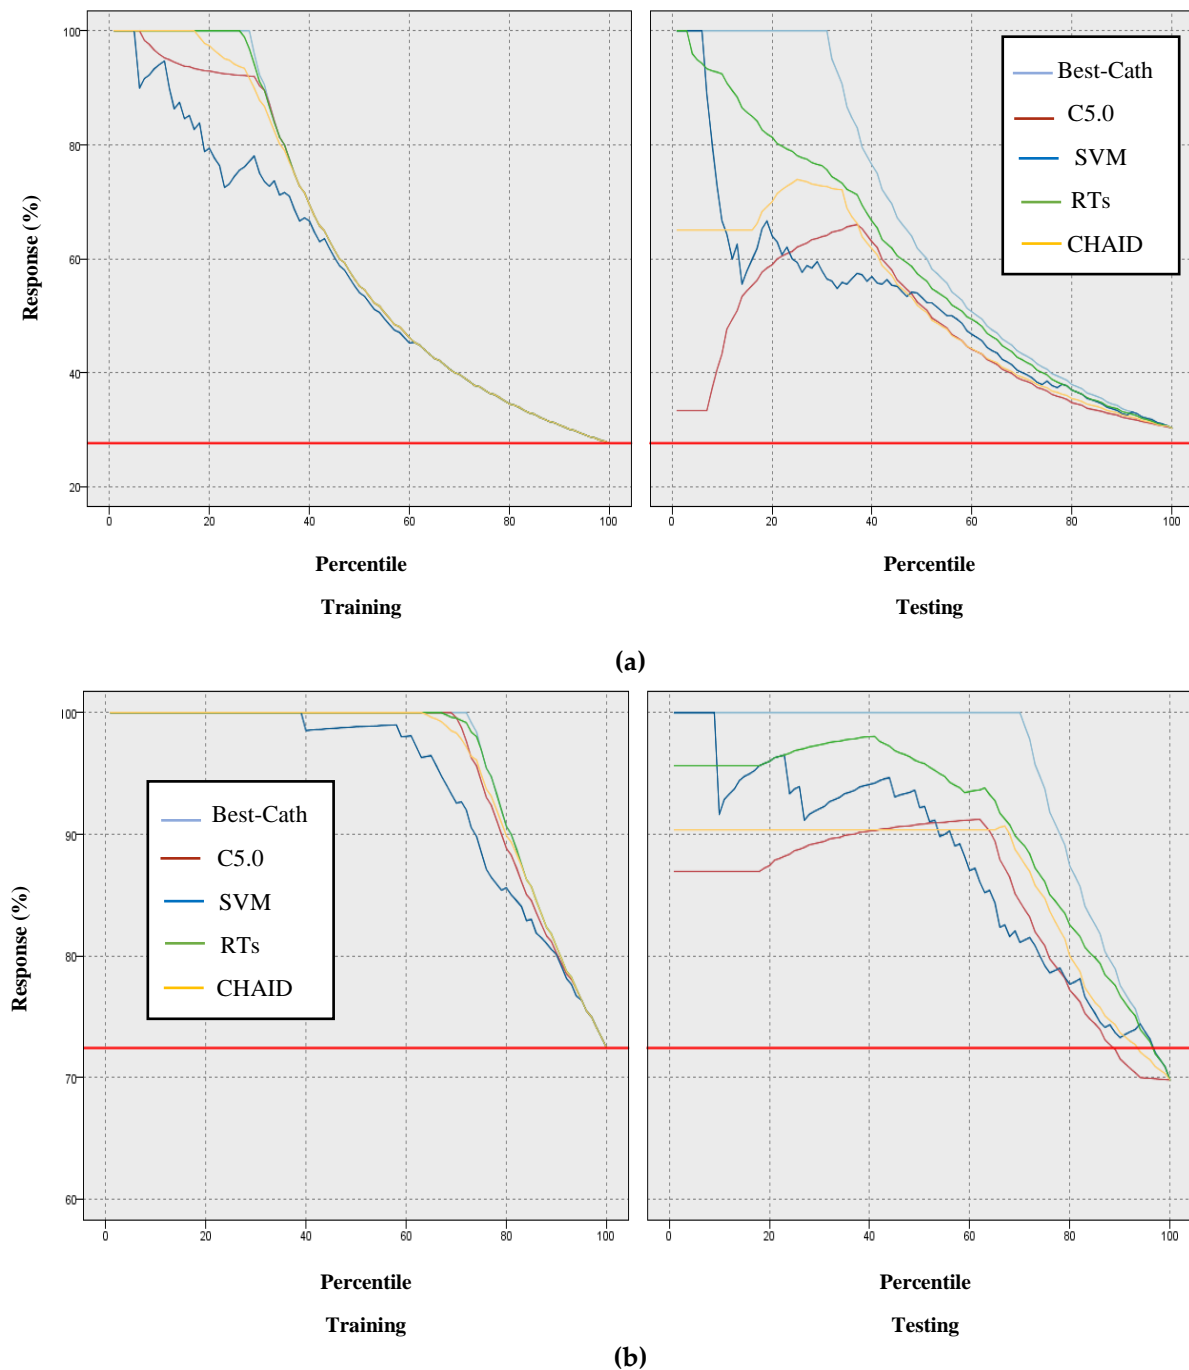 100
80
60
40
20
Response (%)
0 20 40 60 80 100
0 20 40 60 80 100
Best-Cath
C5.0
SVM
RTs
CHAID
Percentile
Percentile
Training
Testing
(a)
100
90
80
70
60
Response (%)
Best-Cath
C5.0
SVM
RTs
CHAID
0 20 40 60 80 100
0 20 40 60 80 100
Percentile
Percentile
Training
Testing
(b)